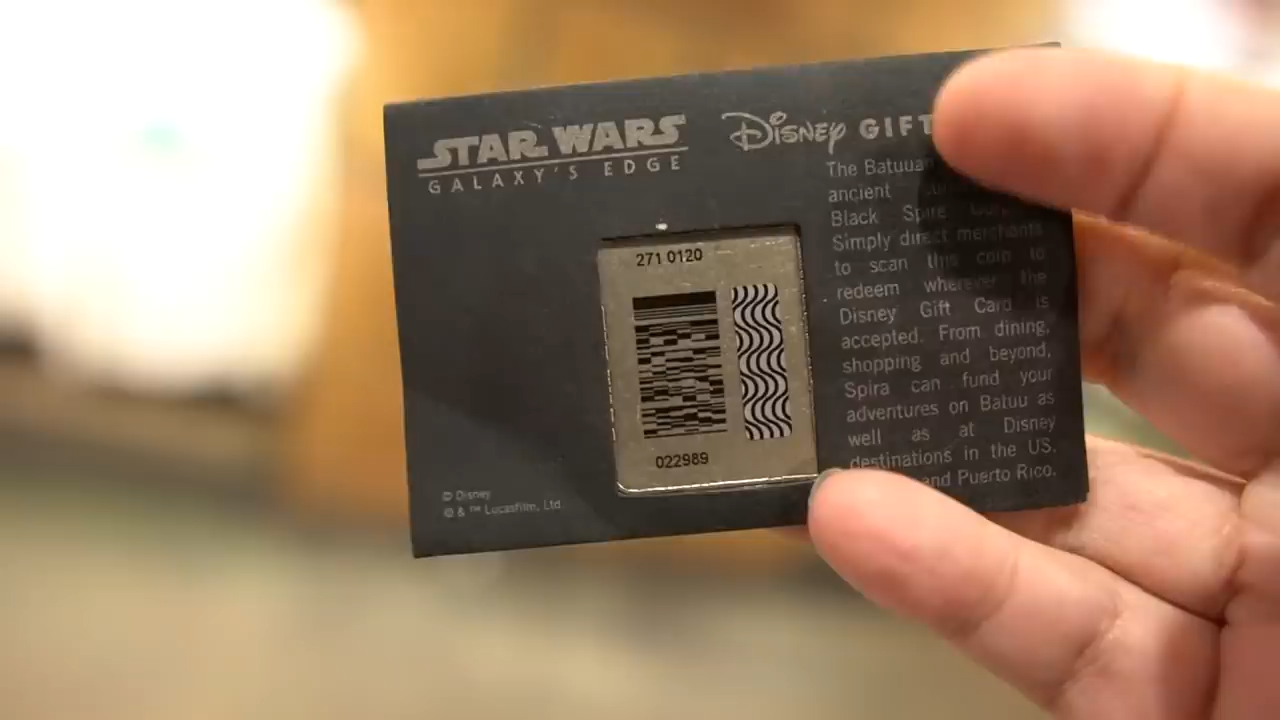 STAR WARS
GALAXY'S EDGE
DISNEY GIFT
The Batuuan
ancient
Black Spire
Simply direct merchants
to scan this coin to
redeem wherever the
Disney Gift Card is
accepted. From dining,
shopping and beyond,
Spira can fund your
adventures on Batuu as
well as at Disney
destinations in the US.
and Puerto Rico.
271 0120
022989
© Disney
© & ™ Lucasfilm, Ltd.